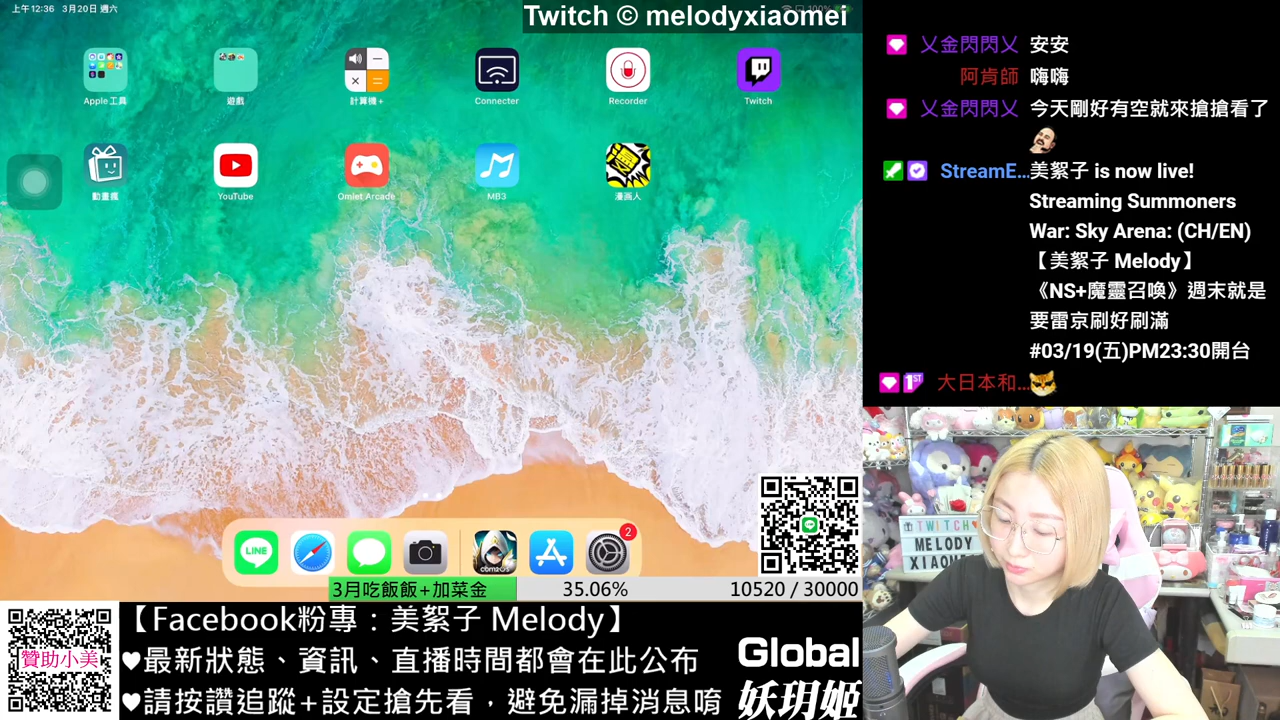 上午12:36 3月20日 週六
100%
Twitch © melodyxiaomei
Apple工具
遊戲
計算機+
Connecter
Recorder
Twitch
動畫瘋
YouTube
Omlet Arcade
MB3
漫画人
LINE
com2us
2
3月吃飯飯+加菜金 35.06% 10520 / 30000
贊助小美
【Facebook粉專：美絮子 Melody】
♥最新狀態、資訊、直播時間都會在此公布
♥請按讚追蹤+設定搶先看，避免漏掉消息唷
Global
妖玥姬
乂金閃閃乂 安安
阿肯師 嗨嗨
乂金閃閃乂 今天剛好有空就來搶搶看了
StreamE... 美絮子 is now live!
Streaming Summoners
War: Sky Arena: (CH/EN)
【美絮子 Melody】
《NS+魔靈召喚》週末就是
要雷京刷好刷滿
#03/19(五)PM23:30開台
1ST 大日本和...
TWITCH
MELODY
XIAOM